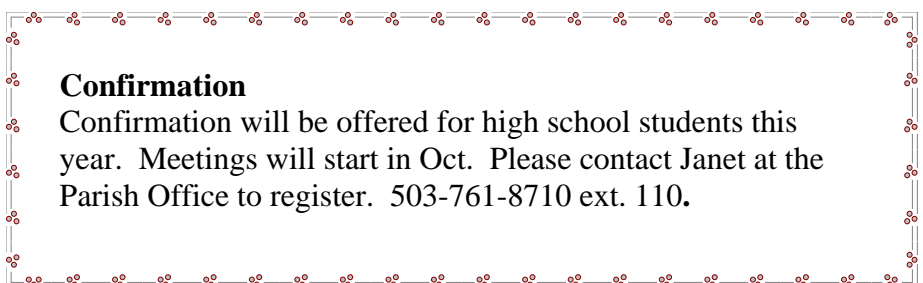 Confirmation
Confirmation will be offered for high school students this
year.  Meetings will start in Oct.  Please contact Janet at the
Parish Office to register.  503-761-8710 ext. 110.